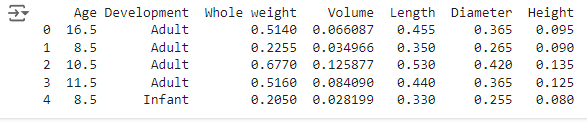 Age Development Whole weight Volume Length Diameter Height
0 16.5 Adult 0.5140 0.066087 0.455 0.365 0.095
1 8.5 Adult 0.2255 0.034966 0.350 0.265 0.090
2 10.5 Adult 0.6770 0.125877 0.530 0.420 0.135
3 11.5 Adult 0.5160 0.084090 0.440 0.365 0.125
4 8.5 Infant 0.2050 0.028199 0.330 0.255 0.080